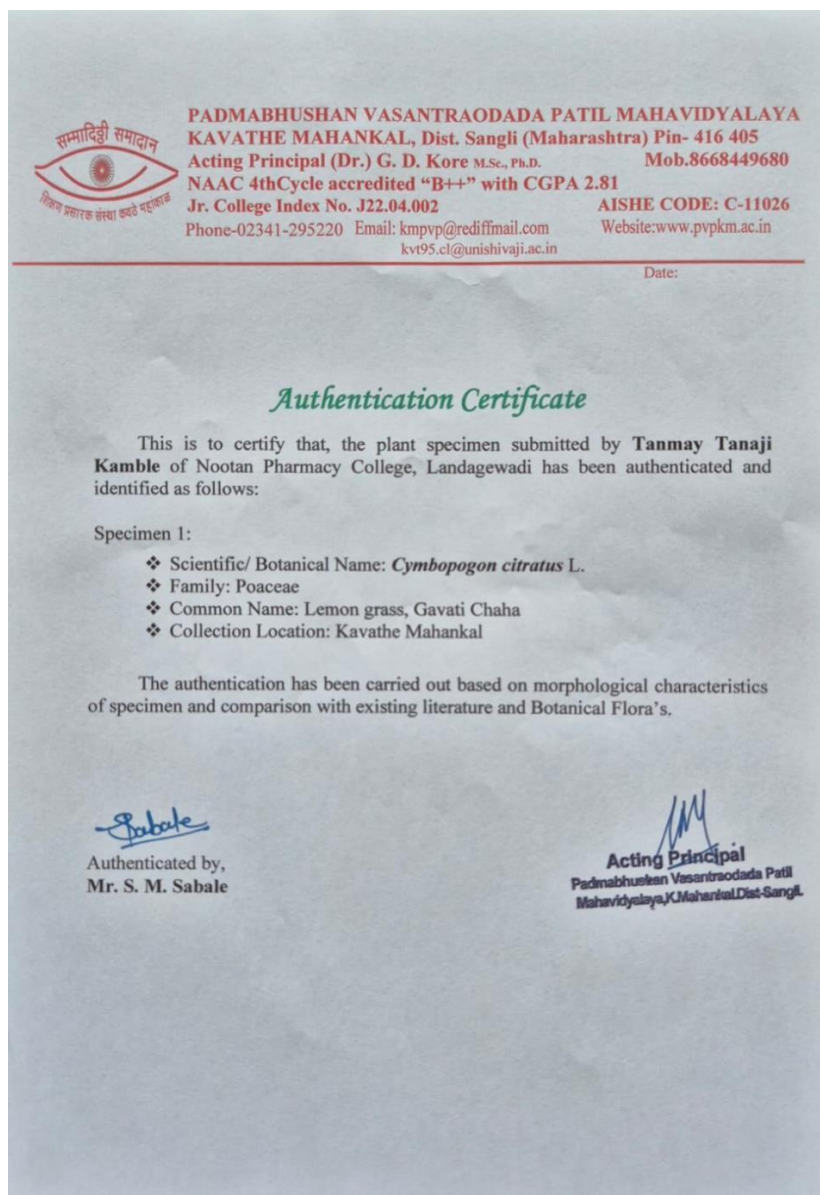 सम्मादिठ्ठी समादान
शिक्षण प्रसारक संस्था कवठे महांकाळ
PADMABHUSHAN VASANTRAODADA PATIL MAHAVIDYALAYA
KAVATHE MAHANKAL, Dist. Sangli (Maharashtra) Pin- 416 405
Acting Principal (Dr.) G. D. Kore M.Sc., Ph.D. Mob.8668449680
NAAC 4thCycle accredited “B++” with CGPA 2.81
Jr. College Index No. J22.04.002 AISHE CODE: C-11026
Phone-02341-295220 Email: kmpvp@rediffmail.com Website:www.pvpkm.ac.in
kvt95.cl@unishivaji.ac.in
Date:
Authentication Certificate
This is to certify that, the plant specimen submitted by Tanmay Tanaji
Kamble of Nootan Pharmacy College, Landagewadi has been authenticated and
identified as follows:
Specimen 1:
❖ Scientific/ Botanical Name: Cymbopogon citratus L.
❖ Family: Poaceae
❖ Common Name: Lemon grass, Gavati Chaha
❖ Collection Location: Kavathe Mahankal
The authentication has been carried out based on morphological characteristics
of specimen and comparison with existing literature and Botanical Flora’s.
Sabale
Authenticated by,
Mr. S. M. Sabale
Acting Principal
Padmabhushan Vasantraodada Patil
Mahavidyalaya,K.Mahankal.Dist-Sangli.